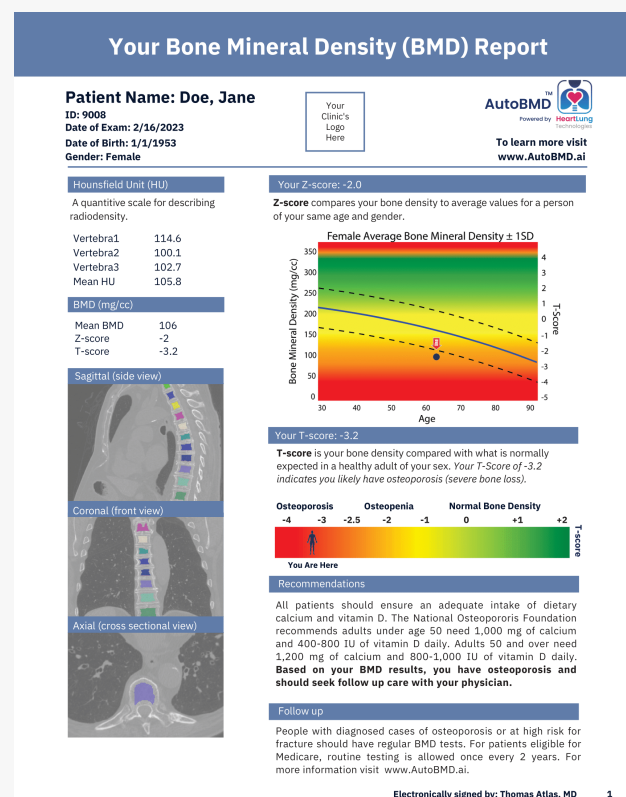 Your Bone Mineral Density (BMD) Report
Patient Name: Doe, Jane
ID: 9008
Date of Exam: 2/16/2023
Date of Birth: 1/1/1953
Gender: Female
Your
Clinic's
Logo
Here
AutoBMD™
Powered by HeartLung
Technologies
To learn more visit
www.AutoBMD.ai
Hounsfield Unit (HU)
A quantitive scale for describing
radiodensity.
Vertebra1 114.6
Vertebra2 100.1
Vertebra3 102.7
Mean HU 105.8
BMD (mg/cc)
Mean BMD 106
Z-score -2
T-score -3.2
Sagittal (side view)
Coronal (front view)
Axial (cross sectional view)
Your Z-score: -2.0
Z-score compares your bone density to average values for a person
of your same age and gender.
Female Average Bone Mineral Density ± 1SD
Bone Mineral Density (mg/cc)
350
300
250
200
150
100
50
0
4
3
2
1
0
-1
-2
-3
-4
-5
T-Score
30 40 50 60 70 80 90
Age
Your T-score: -3.2
T-score is your bone density compared with what is normally
expected in a healthy adult of your sex. Your T-Score of -3.2
indicates you likely have osteoporosis (severe bone loss).
Osteoporosis Osteopenia Normal Bone Density
-4 -3 -2.5 -2 -1 0 +1 +2
T-score
You Are Here
Recommendations
All patients should ensure an adequate intake of dietary
calcium and vitamin D. The National Osteoporosis Foundation
recommends adults under age 50 need 1,000 mg of calcium
and 400-800 IU of vitamin D daily. Adults 50 and over need
1,200 mg of calcium and 800-1,000 IU of vitamin D daily.
Based on your BMD results, you have osteoporosis and
should seek follow up care with your physician.
Follow up
People with diagnosed cases of osteoporosis or at high risk for
fracture should have regular BMD tests. For patients eligible for
Medicare, routine testing is allowed once every 2 years. For
more information visit www.AutoBMD.ai.
Electronically signed by: Thomas Atlas, MD 1